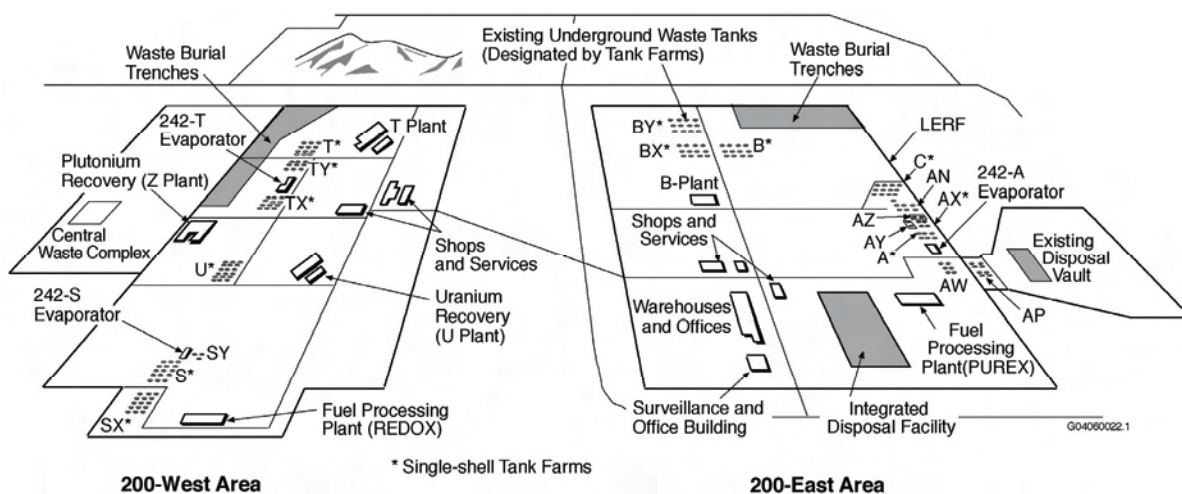 Existing Underground Waste Tanks
(Designated by Tank Farms)
Waste Burial
Trenches
Waste Burial
Trenches
242-T
Evaporator
T Plant
T*
TY*
TX*
Plutonium
Recovery (Z Plant)
Central
Waste Complex
Shops
and Services
U*
242-S
Evaporator
Uranium
Recovery
(U Plant)
SY
S*
SX*
Fuel Processing
Plant (REDOX)
BY*
BX*
B*
LERF
C*
AN
242-A
Evaporator
AX*
B-Plant
AZ
AY
A*
Shops and
Services
Existing
Disposal
Vault
AW
AP
Warehouses
and Offices
Fuel
Processing
Plant(PUREX)
Surveillance and
Office Building
Integrated
Disposal Facility
G04060022.1
* Single-shell Tank Farms
200-West Area
200-East Area